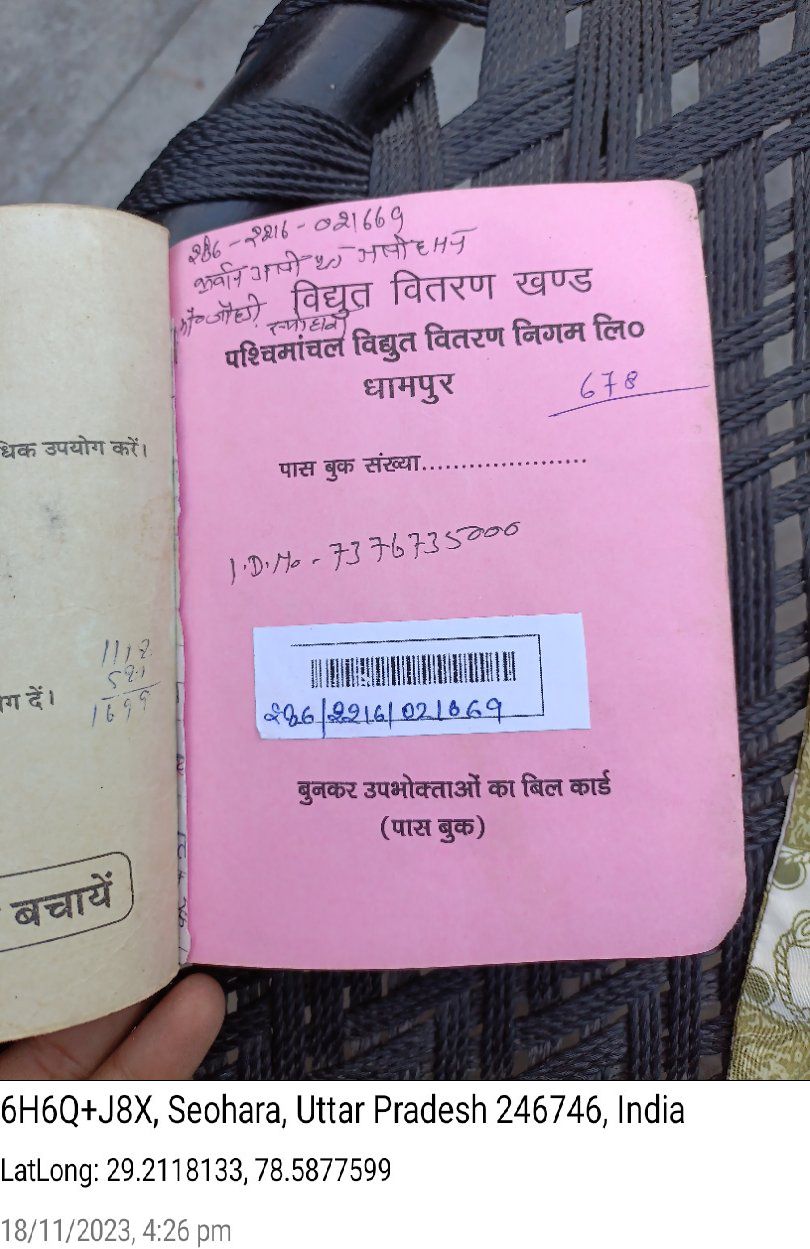 धिक उपयोग करें।
1112
1699
ग दें।
बचायें
286-2216-021669
विद्युत वितरण खण्ड
पश्चिमांचल विद्युत वितरण निगम लि०
धामपुर
678
पास बुक संख्या.....................
I.D.No - 7376735000
286/2216/021669
बुनकर उपभोक्ताओं का बिल कार्ड
(पास बुक)
6H6Q+J8X, Seohara, Uttar Pradesh 246746, India
LatLong: 29.2118133, 78.5877599
18/11/2023, 4:26 pm